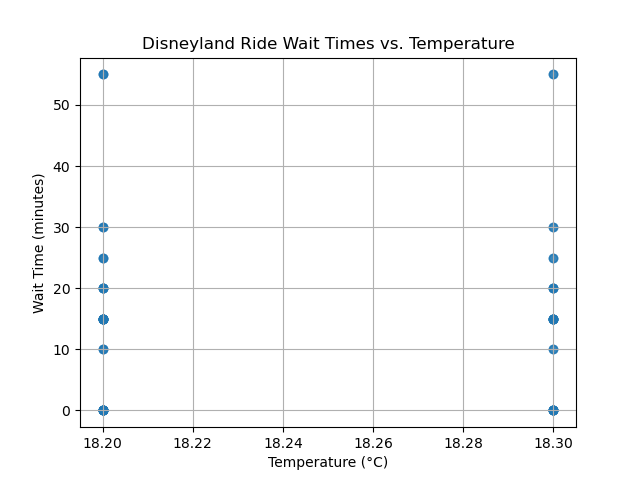 Disneyland Ride Wait Times vs. Temperature
Wait Time (minutes)
50
40
30
20
10
0
18.20 18.22 18.24 18.26 18.28 18.30
Temperature (°C)